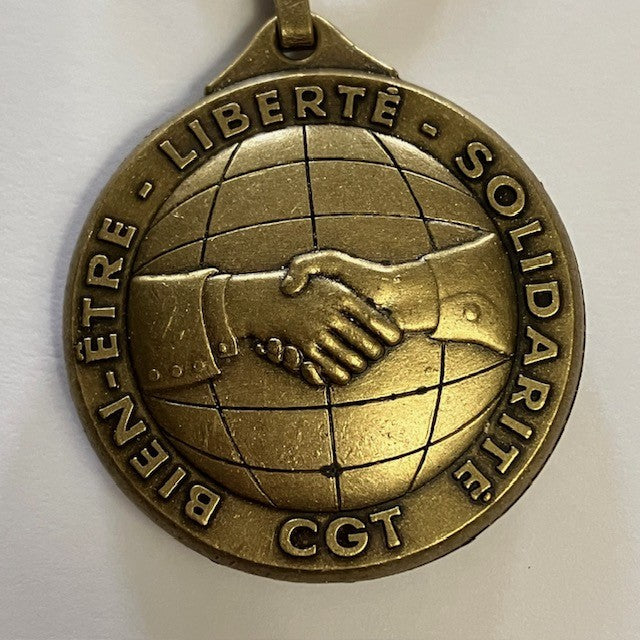 BIEN-ÊTRE - LIBERTÉ - SOLIDARITÉ
CGT